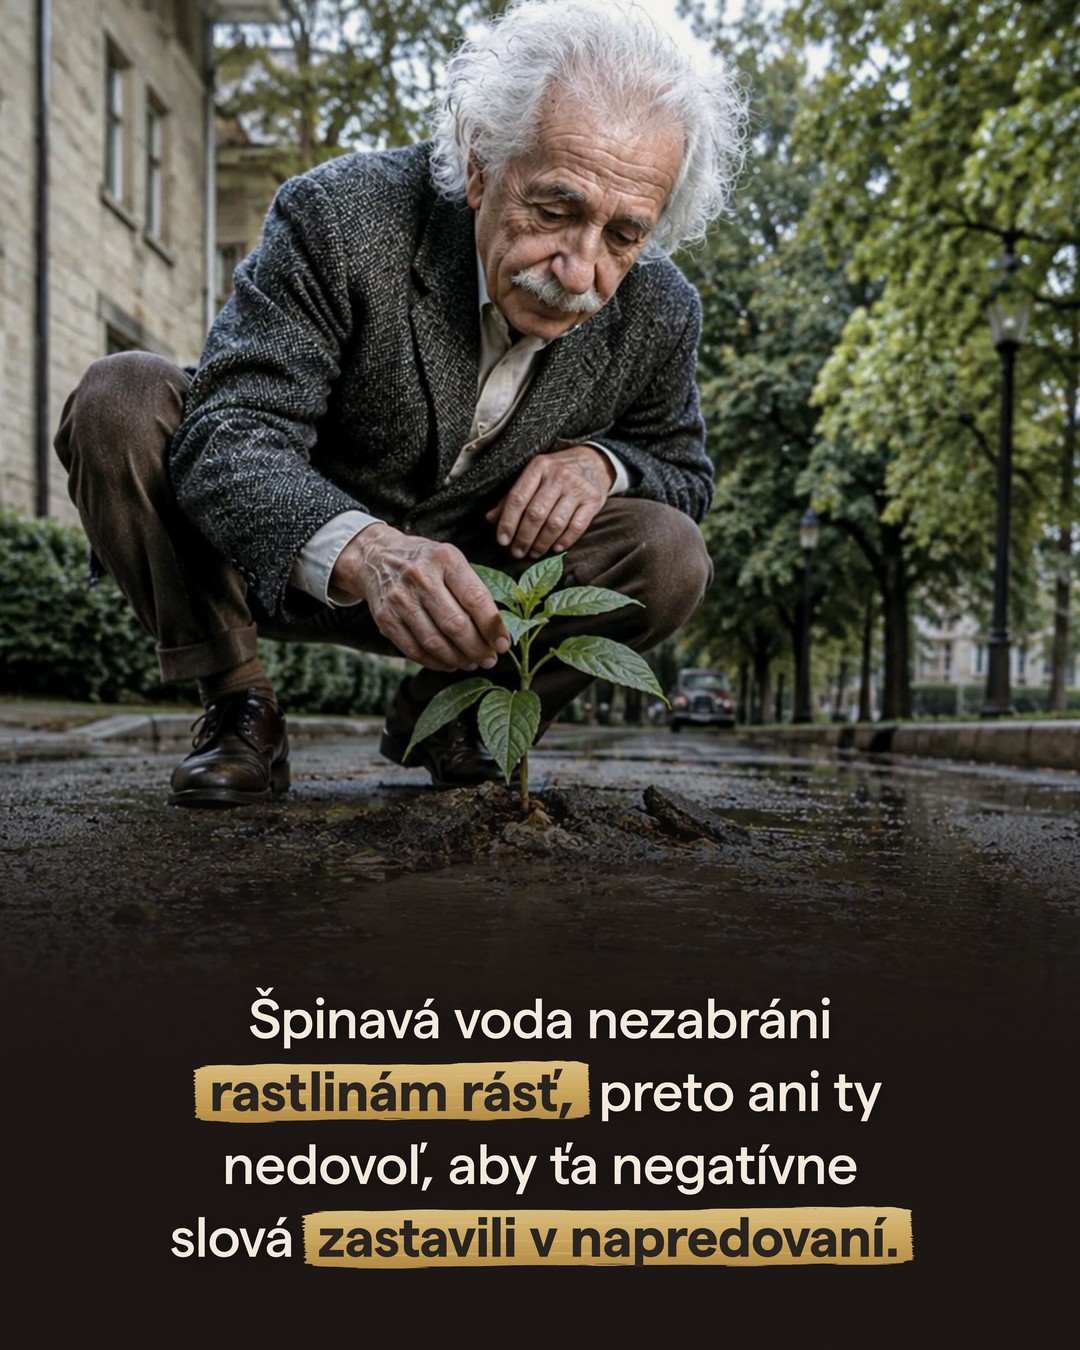 Špinavá voda nezabráni
rastlinám rásť, preto ani ty
nedovoľ, aby ťa negatívne
slová zastavili v napredovaní.